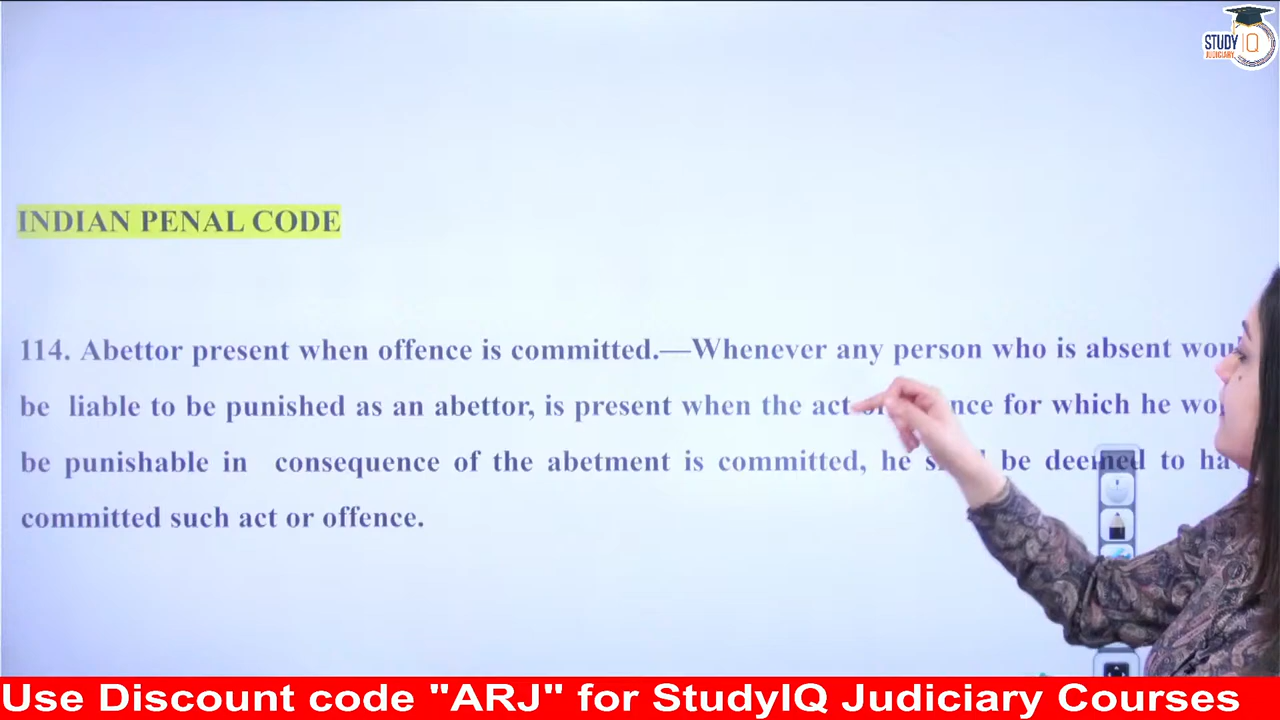 STUDY IQ
JUDICIARY
INDIAN PENAL CODE
114. Abettor present when offence is committed.—Whenever any person who is absent
be liable to be punished as an abettor, is present when the act for which he
be punishable in consequence of the abetment is committed, he be deemed to
committed such act or offence.
Use Discount code "ARJ" for StudyIQ Judiciary Courses